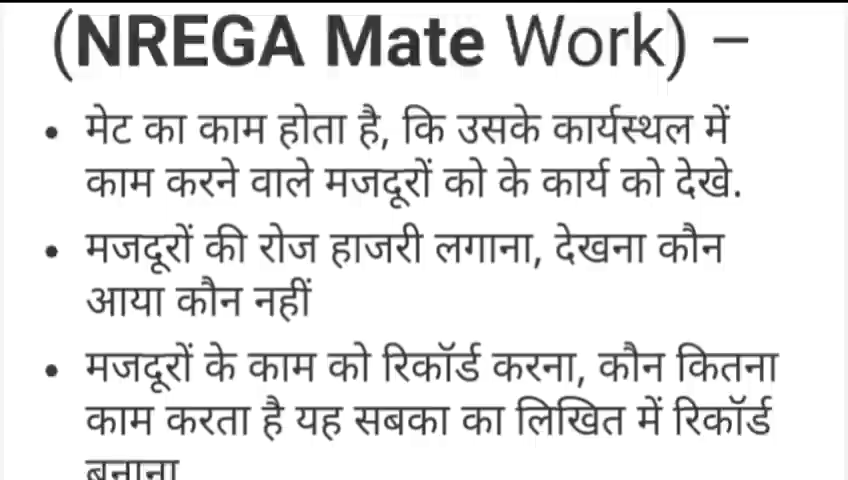 (NREGA Mate Work) –
• मेट का काम होता है, कि उसके कार्यस्थल में
काम करने वाले मजदूरों को के कार्य को देखे.
• मजदूरों की रोज हाजरी लगाना, देखना कौन
आया कौन नहीं
• मजदूरों के काम को रिकॉर्ड करना, कौन कितना
काम करता है यह सबका का लिखित में रिकॉर्ड
बनाना